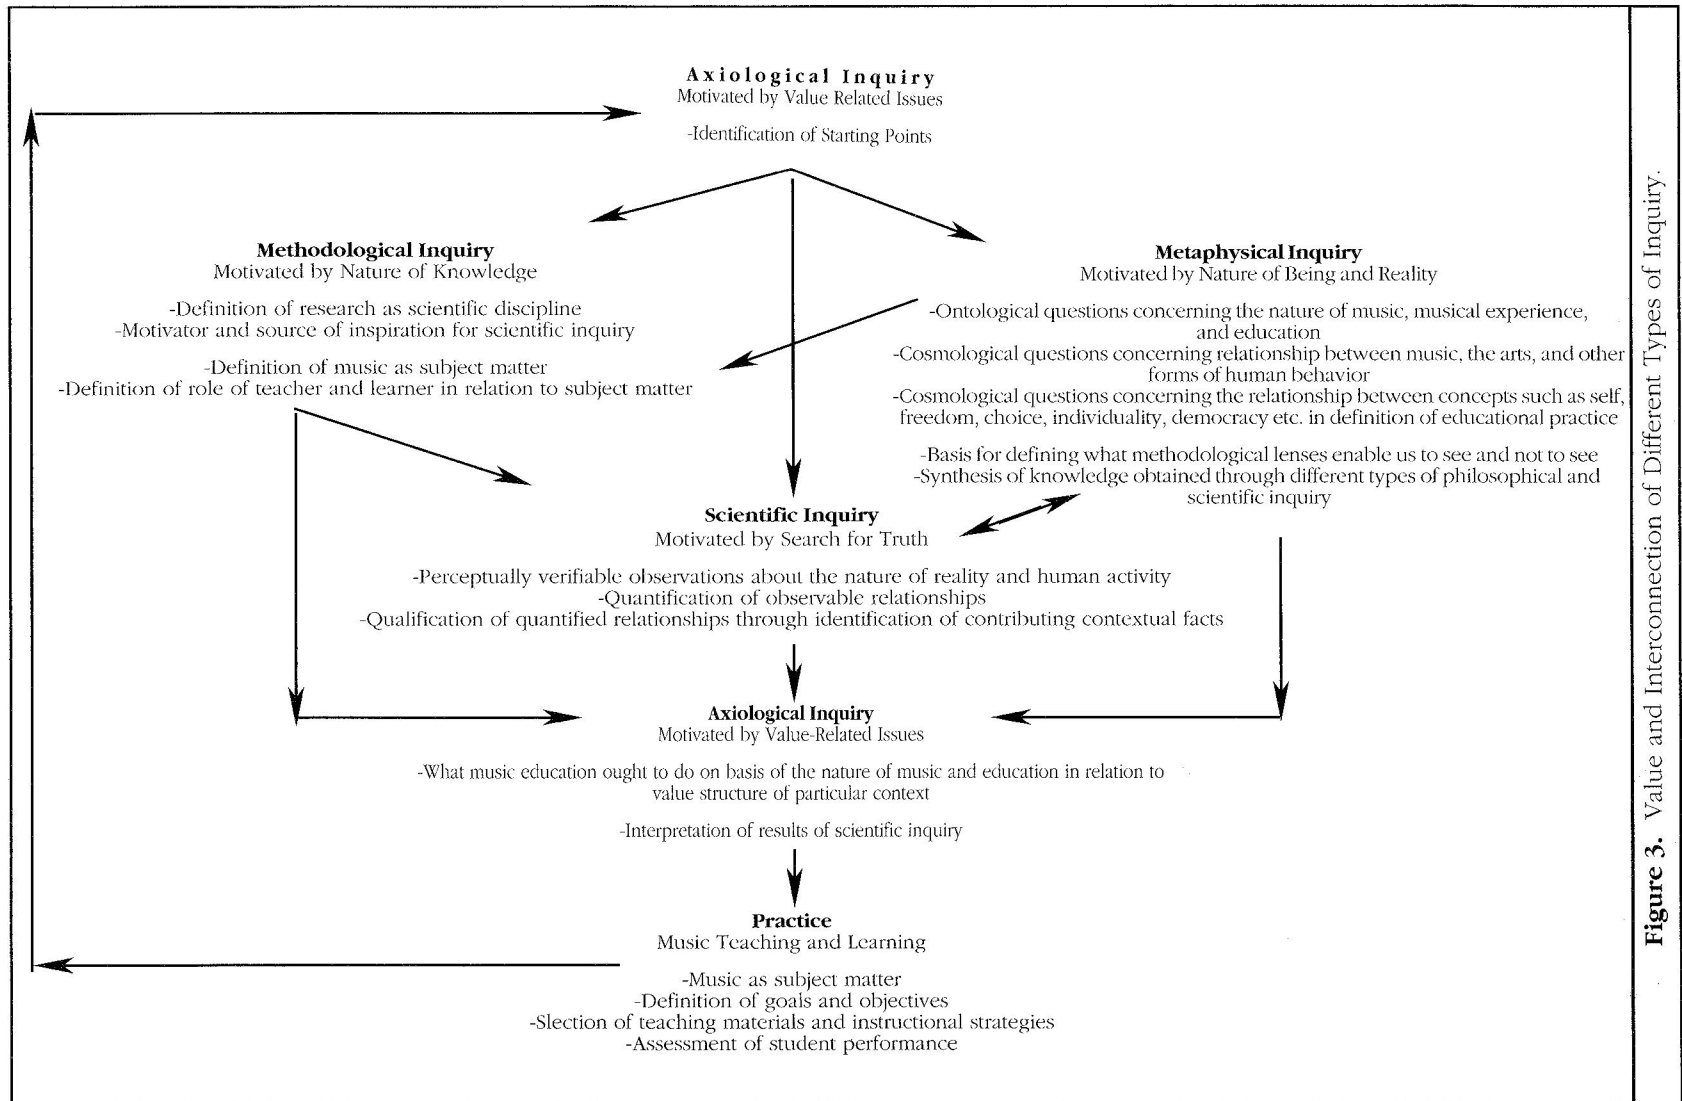 Axiological Inquiry
Motivated by Value Related Issues
-Identification of Starting Points
Methodological Inquiry
Motivated by Nature of Knowledge
-Definition of research as scientific discipline
-Motivator and source of inspiration for scientific inquiry
-Definition of music as subject matter
-Definition of role of teacher and learner in relation to subject matter
Metaphysical Inquiry
Motivated by Nature of Being and Reality
-Ontological questions concerning the nature of music, musical experience,
and education
-Cosmological questions concerning relationship between music, the arts, and other
forms of human behavior
-Cosmological questions concerning the relationship between concepts such as self,
freedom, choice, individuality, democracy etc. in definition of educational practice
-Basis for defining what methodological lenses enable us to see and not to see
-Synthesis of knowledge obtained through different types of philosophical and
scientific inquiry
Scientific Inquiry
Motivated by Search for Truth
-Perceptually verifiable observations about the nature of reality and human activity
-Quantification of observable relationships
-Qualification of quantified relationships through identification of contributing contextual facts
Axiological Inquiry
Motivated by Value-Related Issues
-What music education ought to do on basis of the nature of music and education in relation to
value structure of particular context
-Interpretation of results of scientific inquiry
Practice
Music Teaching and Learning
-Music as subject matter
-Definition of goals and objectives
-Slection of teaching materials and instructional strategies
-Assessment of student performance
Figure 3. Value and Interconnection of Different Types of Inquiry.